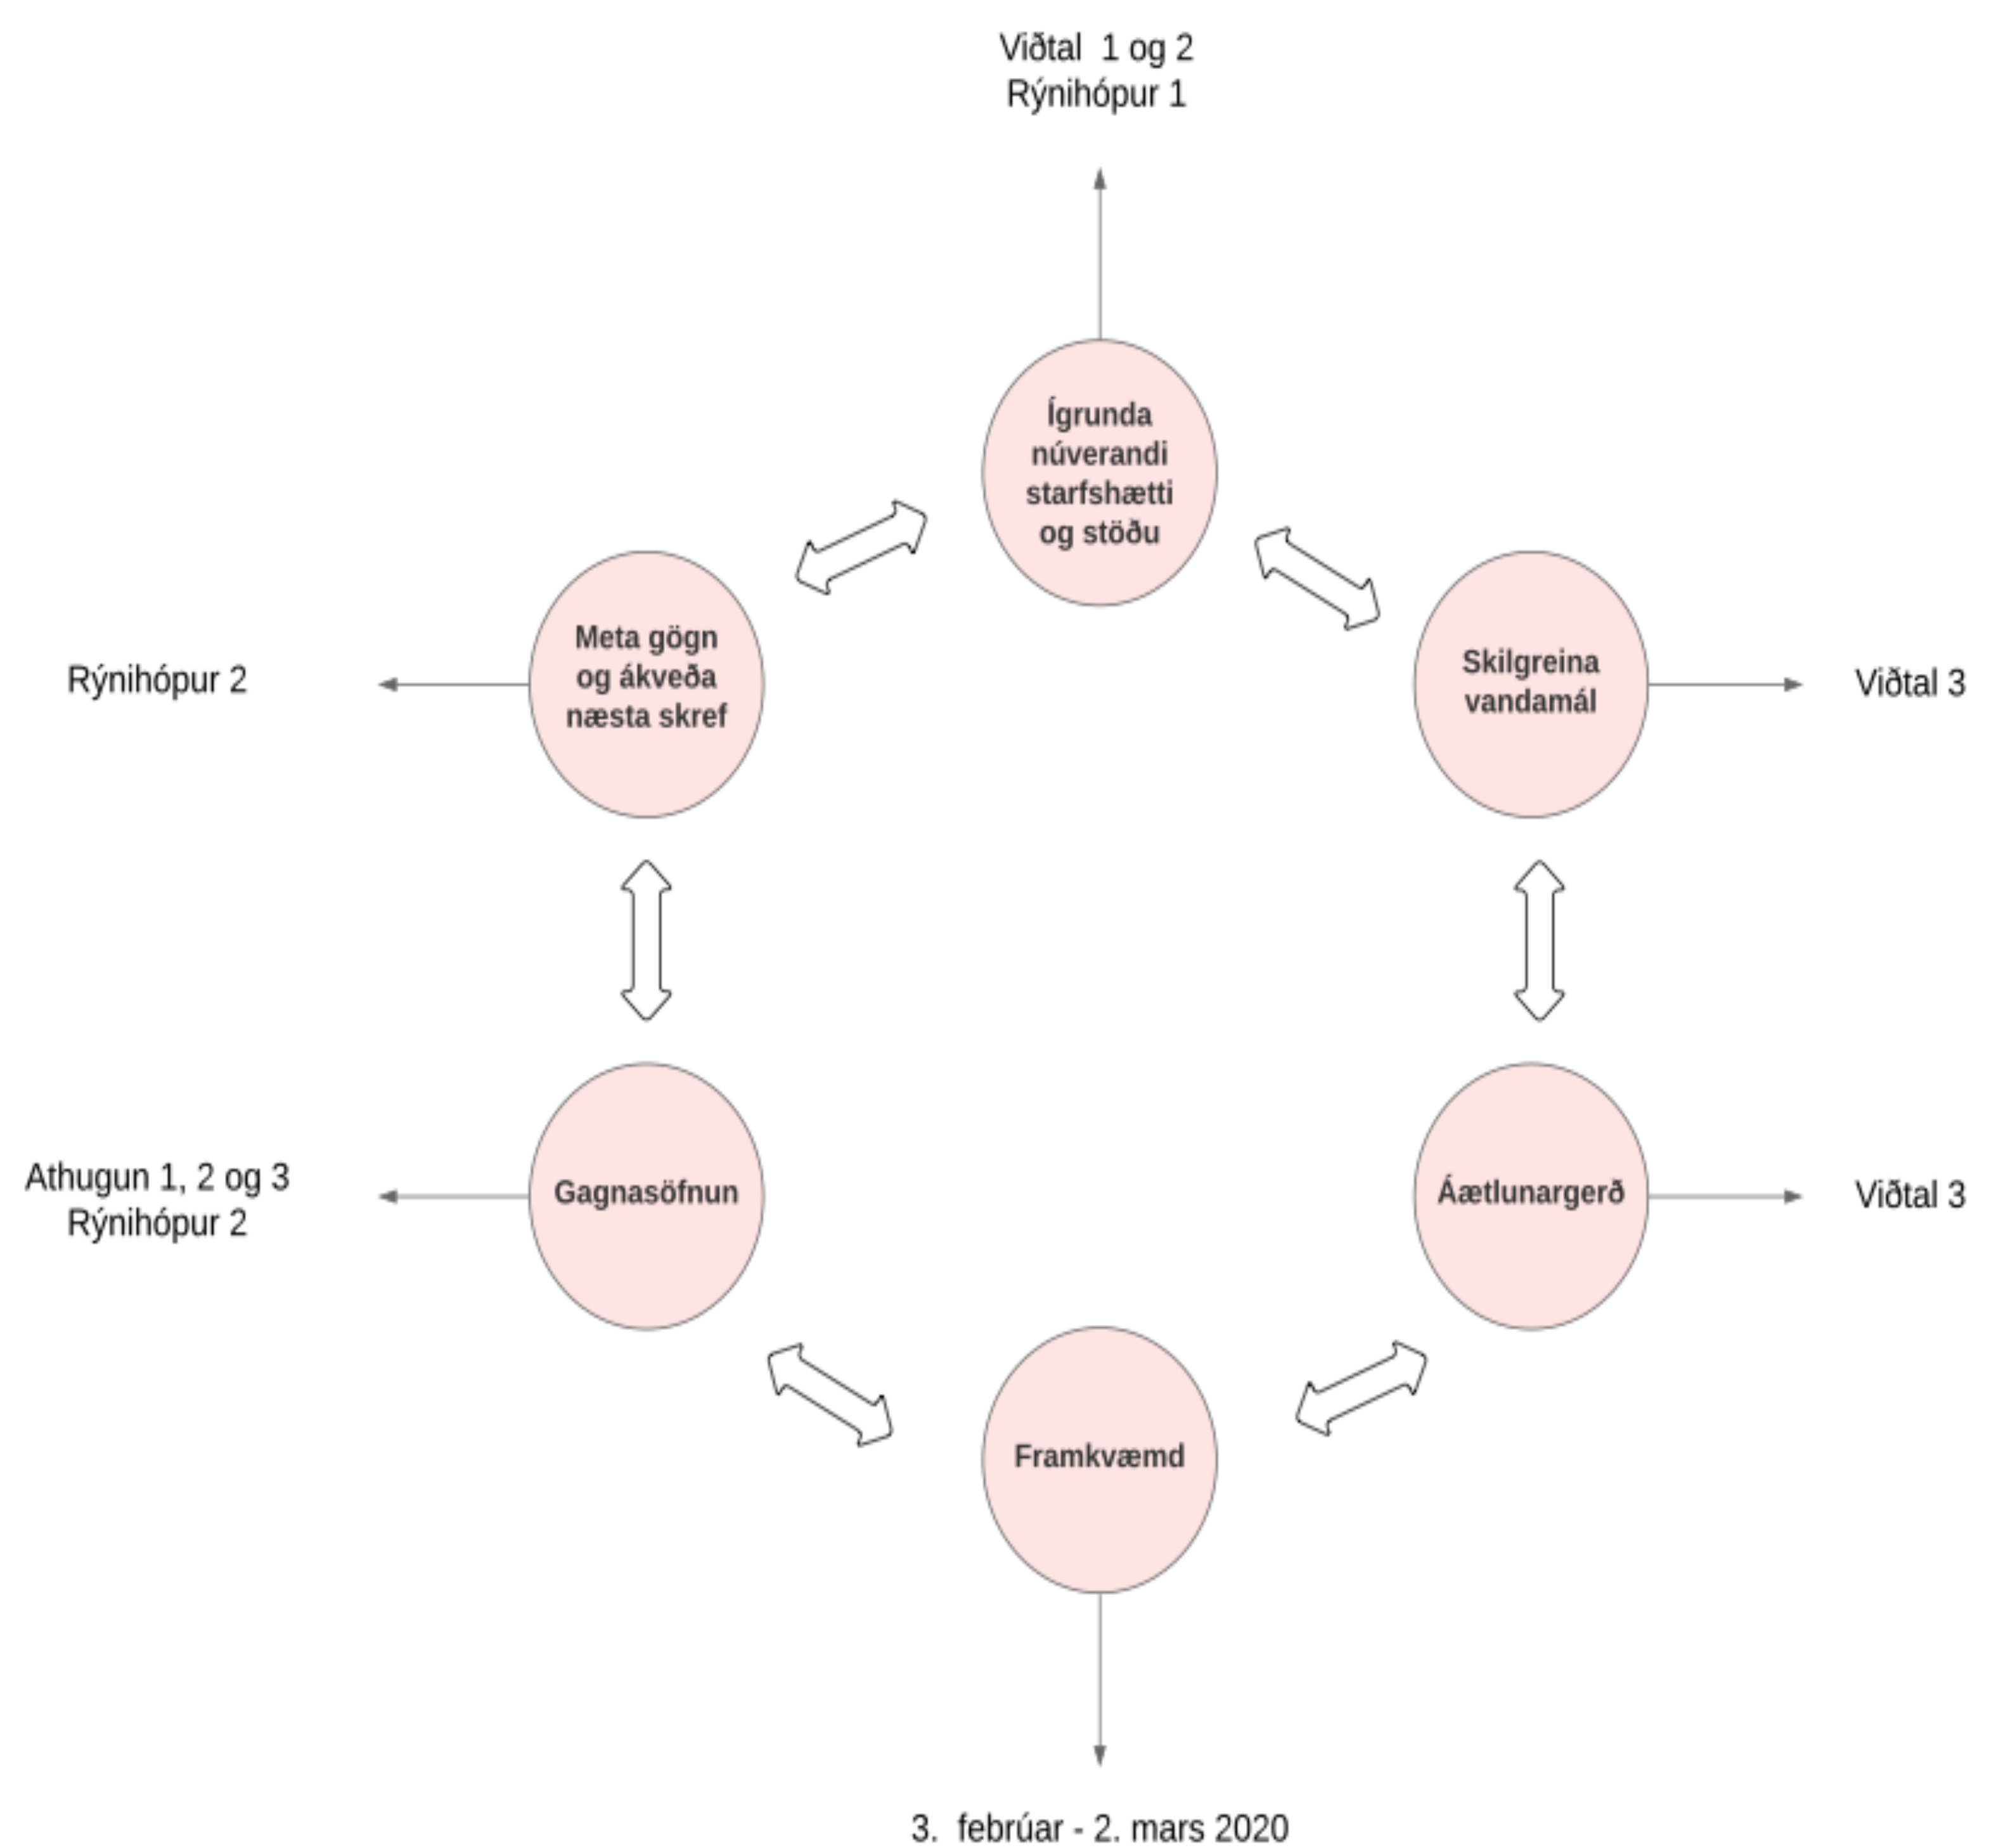 Viðtal 1 og 2
Rýnihópur 1
Ígrunda
núverandi
starfshætti
og stöðu
Meta gögn
og ákveða
næsta skref
Skilgreina
vandamál
Rýnihópur 2
Viðtal 3
Athugun 1, 2 og 3
Rýnihópur 2
Gagnasöfnun
Áætlunargerð
Viðtal 3
Framkvæmd
3. febrúar - 2. mars 2020